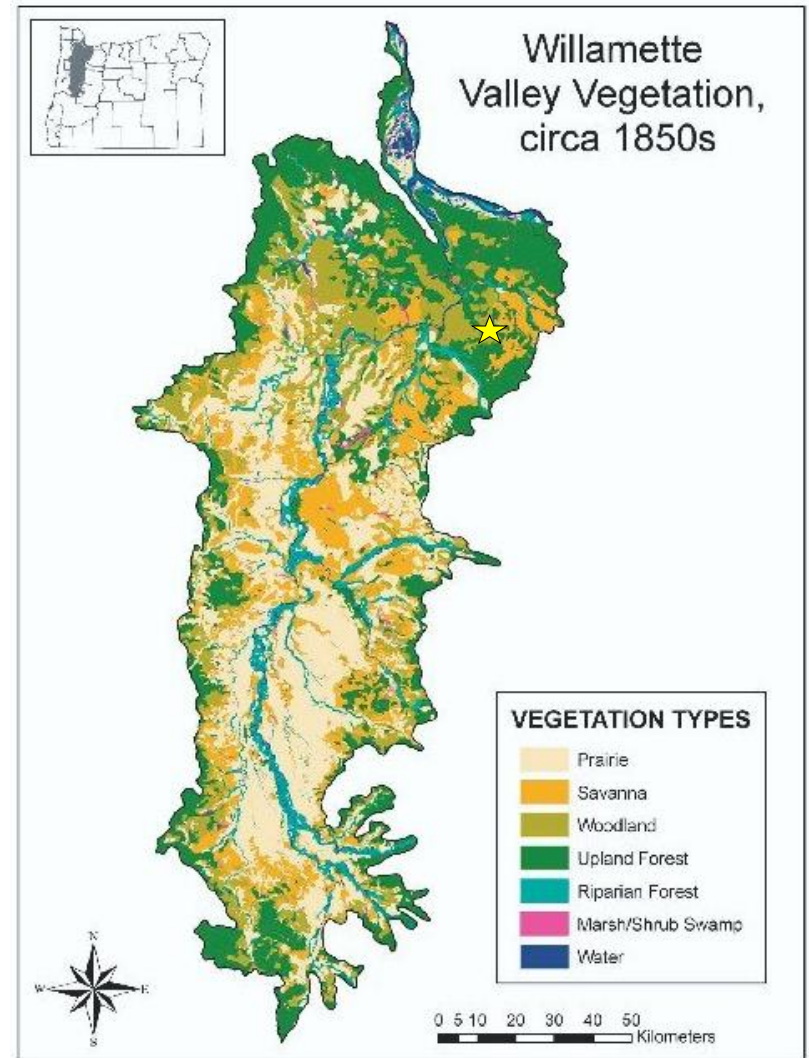 Willamette
Valley Vegetation,
circa 1850s
VEGETATION TYPES
Prairie
Savanna
Woodland
Upland Forest
Riparian Forest
Marsh/Shrub Swamp
Water
N
W E
S
0 5 10 20 30 40 50
Kilometers